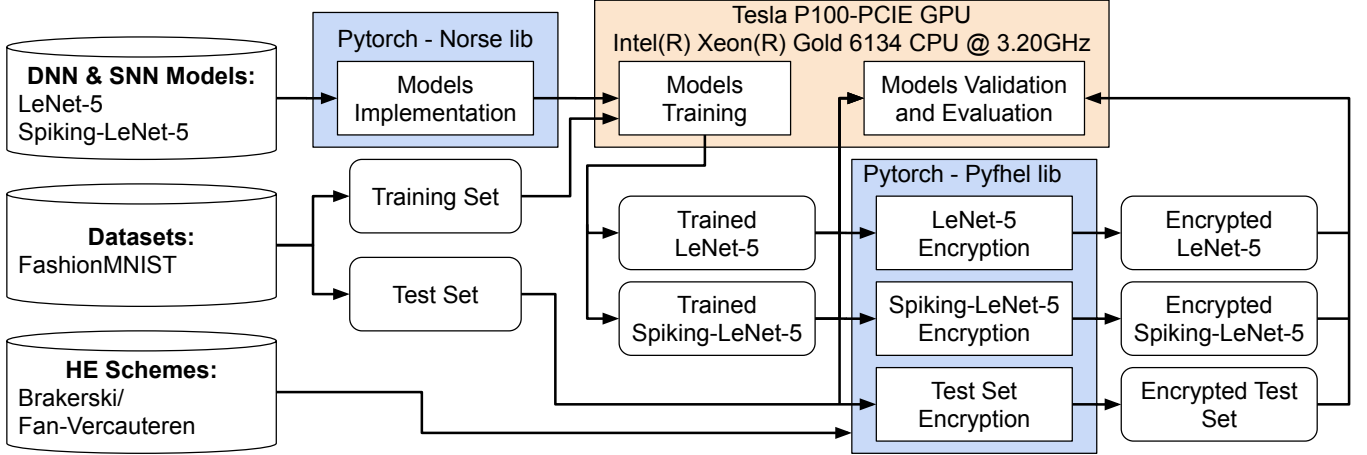 DNN & SNN Models:
LeNet-5
Spiking-LeNet-5
Pytorch - Norse lib
Models
Implementation
Tesla P100-PCIE GPU
Intel(R) Xeon(R) Gold 6134 CPU @ 3.20GHz
Models
Training
Models Validation
and Evaluation
Datasets:
FashionMNIST
Training Set
Test Set
HE Schemes:
Brakerski/
Fan-Vercauteren
Trained
LeNet-5
Trained
Spiking-LeNet-5
Pytorch - Pyfhel lib
LeNet-5
Encryption
Spiking-LeNet-5
Encryption
Test Set
Encryption
Encrypted
LeNet-5
Encrypted
Spiking-LeNet-5
Encrypted Test
Set